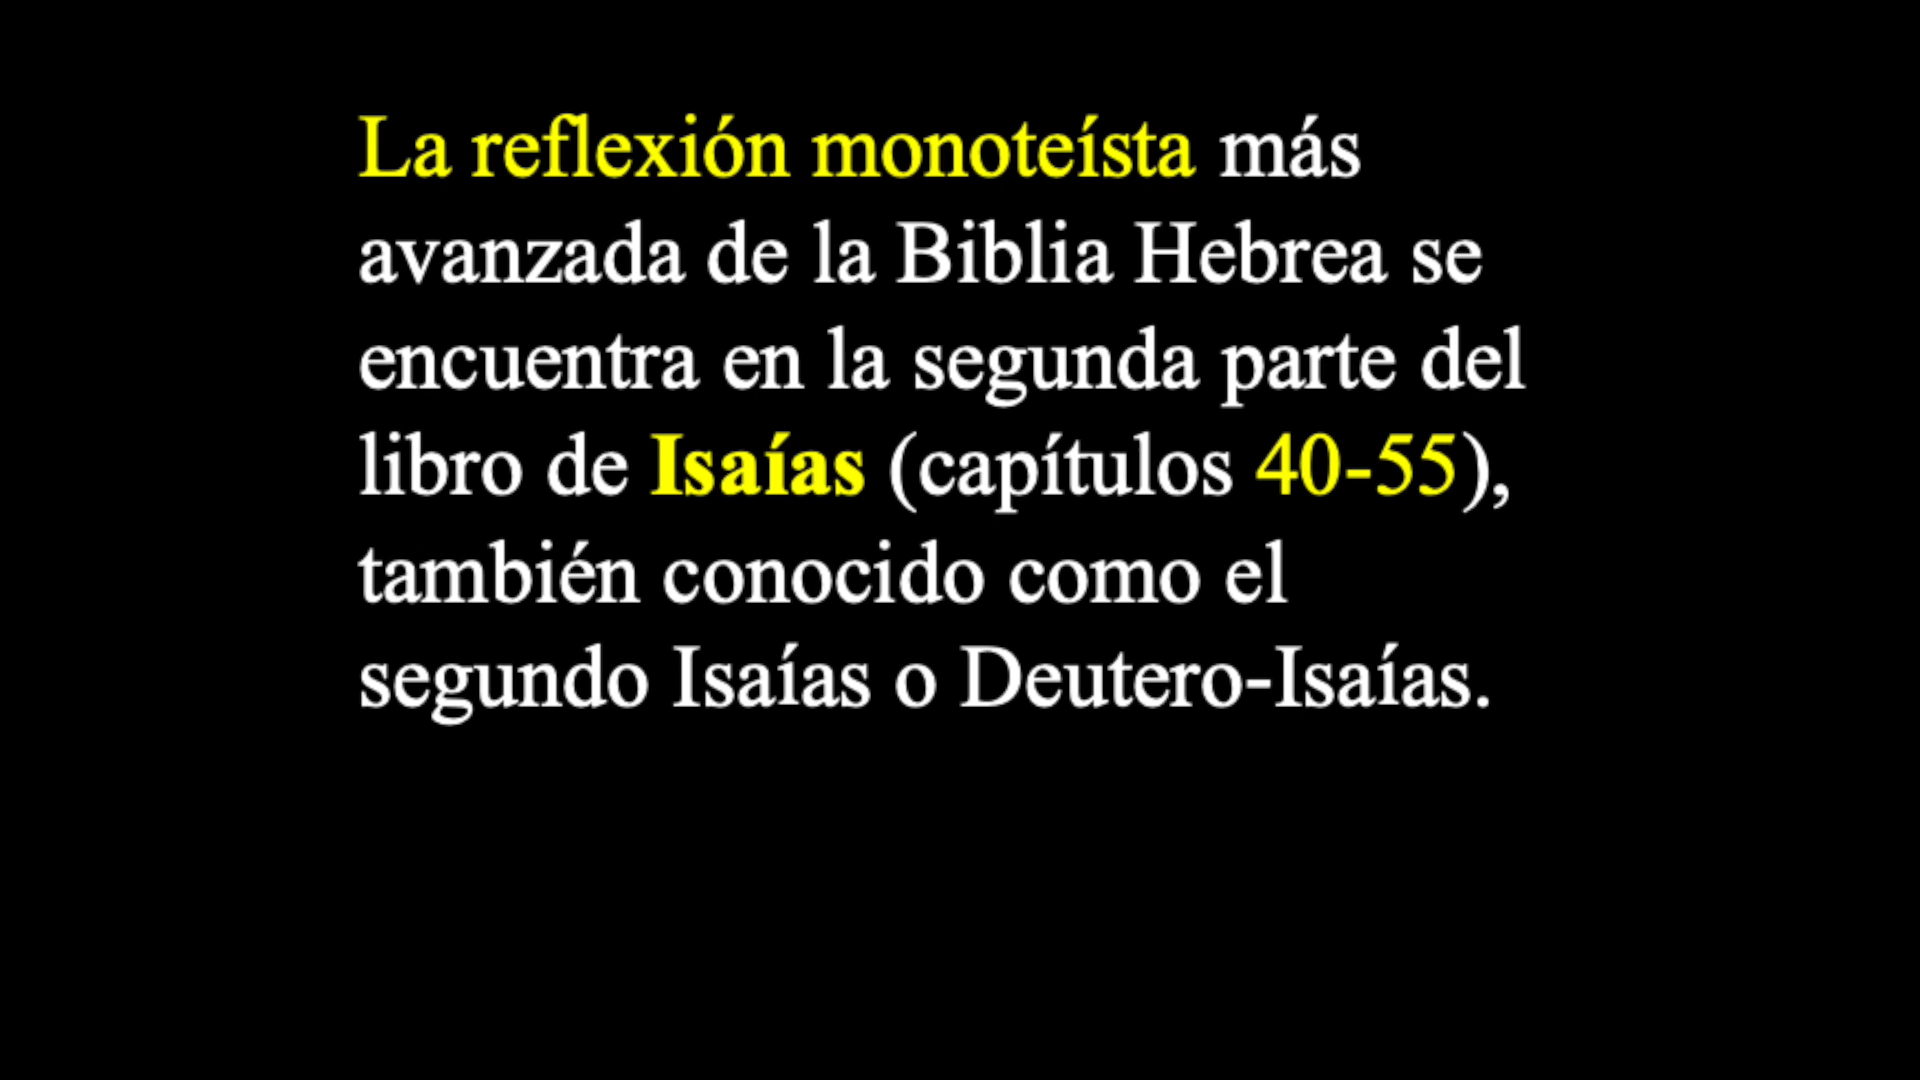 La reflexión monoteísta más
avanzada de la Biblia Hebrea se
encuentra en la segunda parte del
libro de Isaías (capítulos 40-55),
también conocido como el
segundo Isaías o Deutero-Isaías.